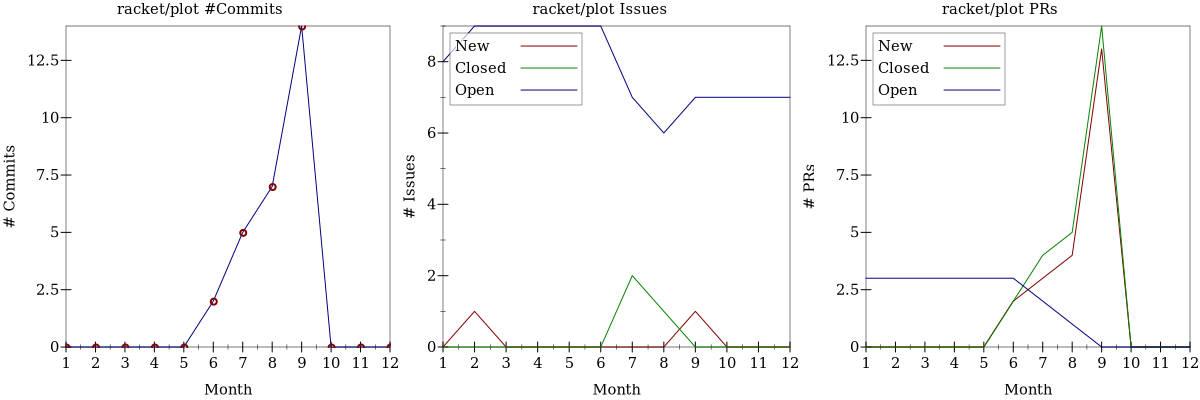 racket/plot #Commits
12.5
10
7.5
5
2.5
0
1 2 3 4 5 6 7 8 9 10 11 12
# Commits
Month
racket/plot Issues
New
Closed
Open
8
6
4
2
0
1 2 3 4 5 6 7 8 9 10 11 12
# Issues
Month
racket/plot PRs
New
Closed
Open
12.5
10
7.5
5
2.5
0
1 2 3 4 5 6 7 8 9 10 11 12
# PRs
Month